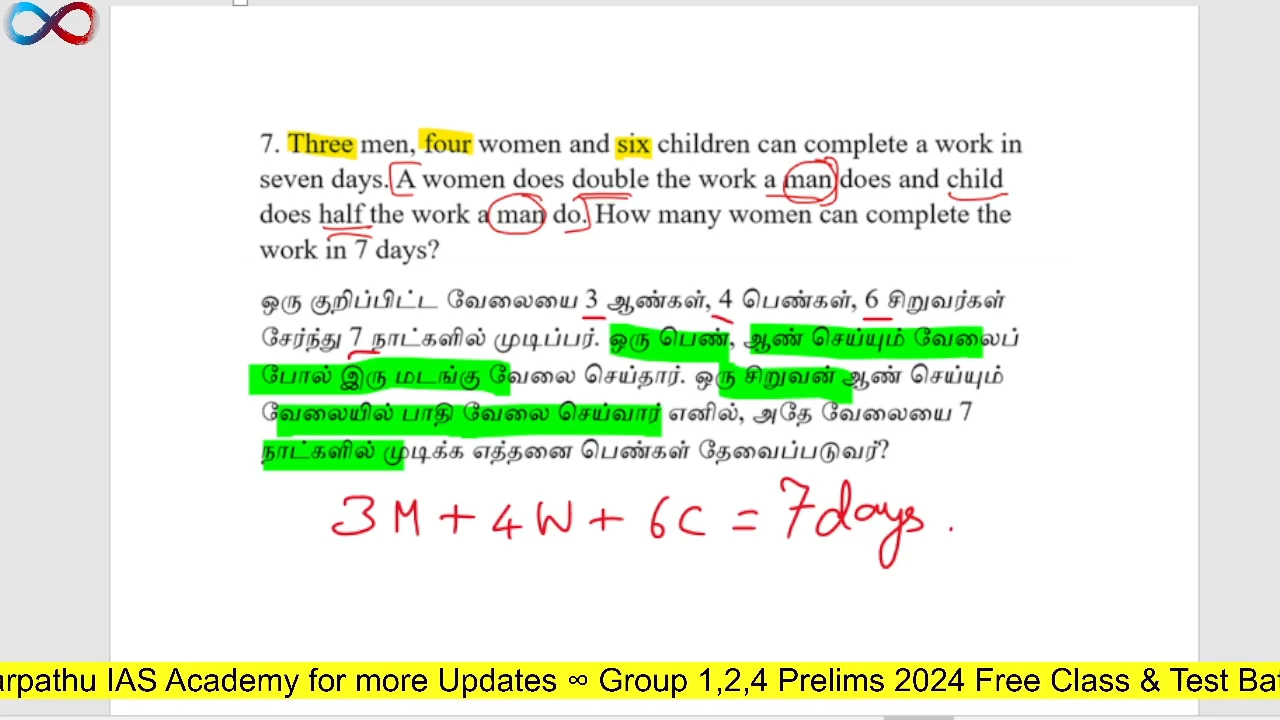 7. Three men, four women and six children can complete a work in
seven days. A women does double the work a man does and child
does half the work a man do. How many women can complete the
work in 7 days?
ஒரு குறிப்பிட்ட வேலையை 3 ஆண்கள், 4 பெண்கள், 6 சிறுவர்கள்
சேர்ந்து 7 நாட்களில் முடிப்பர். ஒரு பெண், ஆண் செய்யும் வேலைப்
போல் இரு மடங்கு வேலை செய்தார். ஒரு சிறுவன் ஆண் செய்யும்
வேலையில் பாதி வேலை செய்வார் எனில், அதே வேலையை 7
நாட்களில் முடிக்க எத்தனை பெண்கள் தேவைப்படுவர்?
3M + 4W + 6C = 7days.
arpathu IAS Academy for more Updates ∞ Group 1,2,4 Prelims 2024 Free Class & Test Bat